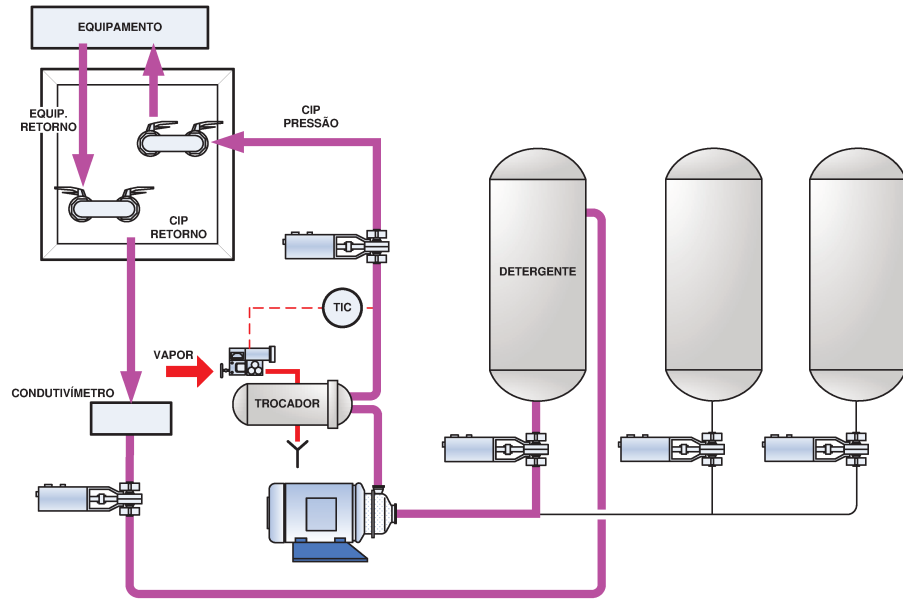 EQUIPAMENTO
EQUIP.
RETORNO
CIP
PRESSÃO
CIP
RETORNO
DETERGENTE
TIC
VAPOR
CONDUTIVÍMETRO
TROCADOR